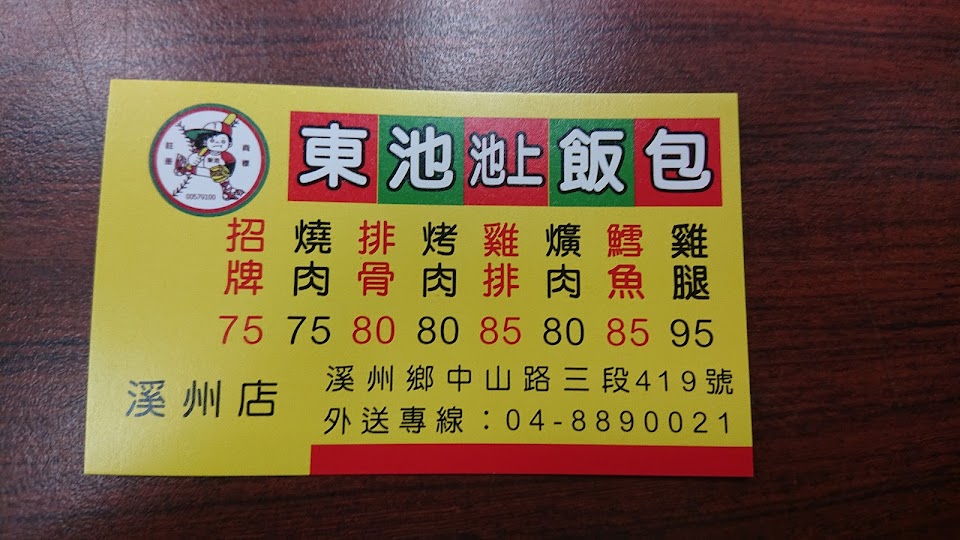 東池池上飯包
招牌 燒肉 排骨 烤肉 雞排 爌肉 鱈魚 雞腿
75 75 80 80 85 80 85 95
溪州店
溪州鄉中山路三段419號
外送專線：04-8890021